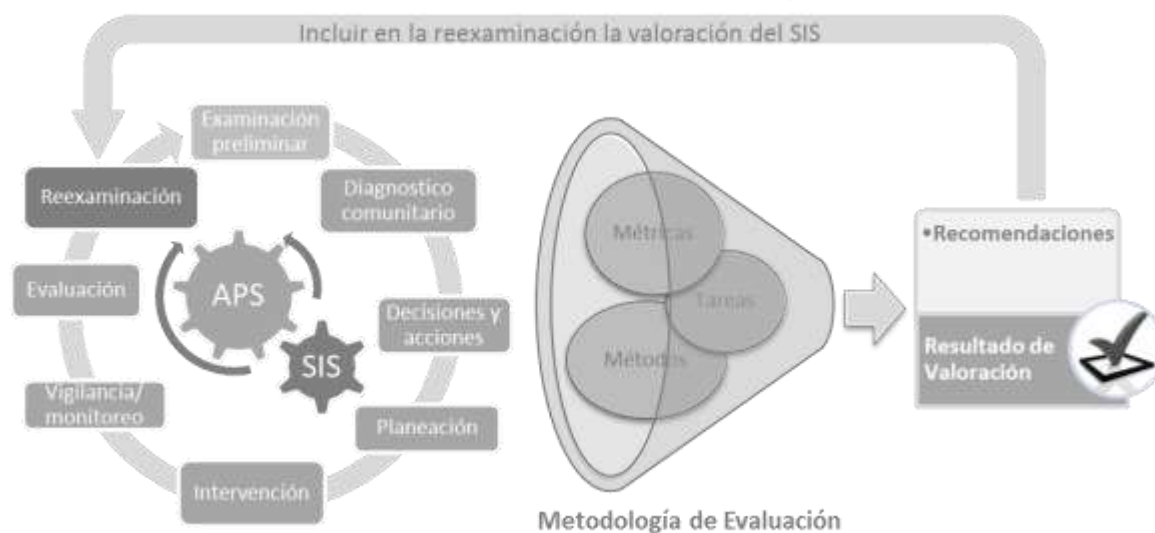 Incluir en la reexaminación la valoración del SIS
Examinación
preliminar
Reexaminación
Diagnostico
comunitario
Evaluación
APS
SIS
Decisiones y
acciones
Vigilancia/
monitoreo
Planeación
Intervención
Métricas
Tareas
Métodos
Metodología de Evaluación
•Recomendaciones
Resultado de
Valoración